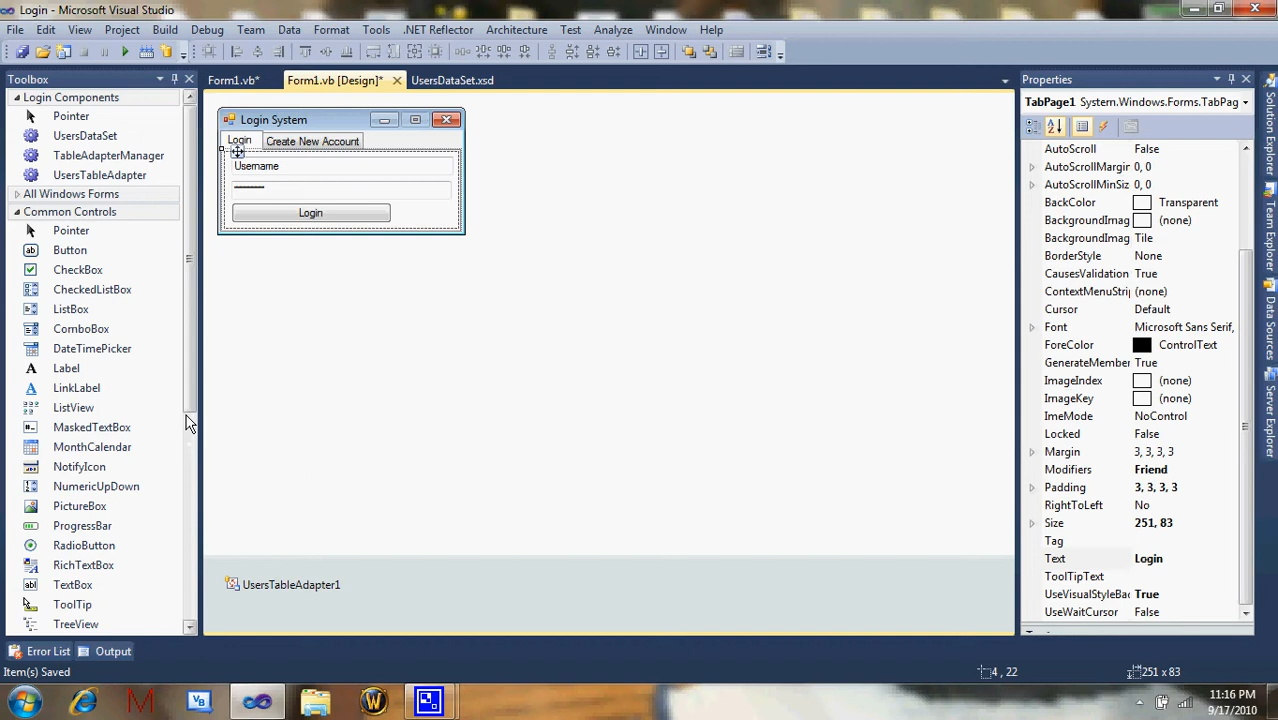 Login - Microsoft Visual Studio
File Edit View Project Build Debug Team Data Format Tools .NET Reflector Architecture Test Analyze Window Help
Toolbox
Login Components
Pointer
UsersDataSet
TableAdapterManager
UsersTableAdapter
All Windows Forms
Common Controls
Pointer
Button
CheckBox
CheckedListBox
ListBox
ComboBox
DateTimePicker
Label
LinkLabel
ListView
MaskedTextBox
MonthCalendar
NotifyIcon
NumericUpDown
PictureBox
ProgressBar
RadioButton
RichTextBox
TextBox
ToolTip
TreeView
Form1.vb* Form1.vb [Design]* UsersDataSet.xsd
Login System
Login Create New Account
Username
Login
UsersTableAdapter1
Properties
TabPage1 System.Windows.Forms.TabPag
AutoScroll False
AutoScrollMargin 0, 0
AutoScrollMinSiz 0, 0
BackColor Transparent
BackgroundImag (none)
BackgroundImag Tile
BorderStyle None
CausesValidation True
ContextMenuStrip (none)
Cursor Default
Font Microsoft Sans Serif,
ForeColor ControlText
GenerateMember True
ImageIndex (none)
ImageKey (none)
ImeMode NoControl
Locked False
Margin 3, 3, 3, 3
Modifiers Friend
Padding 3, 3, 3, 3
RightToLeft No
Size 251, 83
Tag
Text Login
ToolTipText
UseVisualStyleBac True
UseWaitCursor False
Solution Explorer
Team Explorer
Data Sources
Server Explorer
Error List Output
Item(s) Saved 4 , 22 251 x 83
11:16 PM
9/17/2010